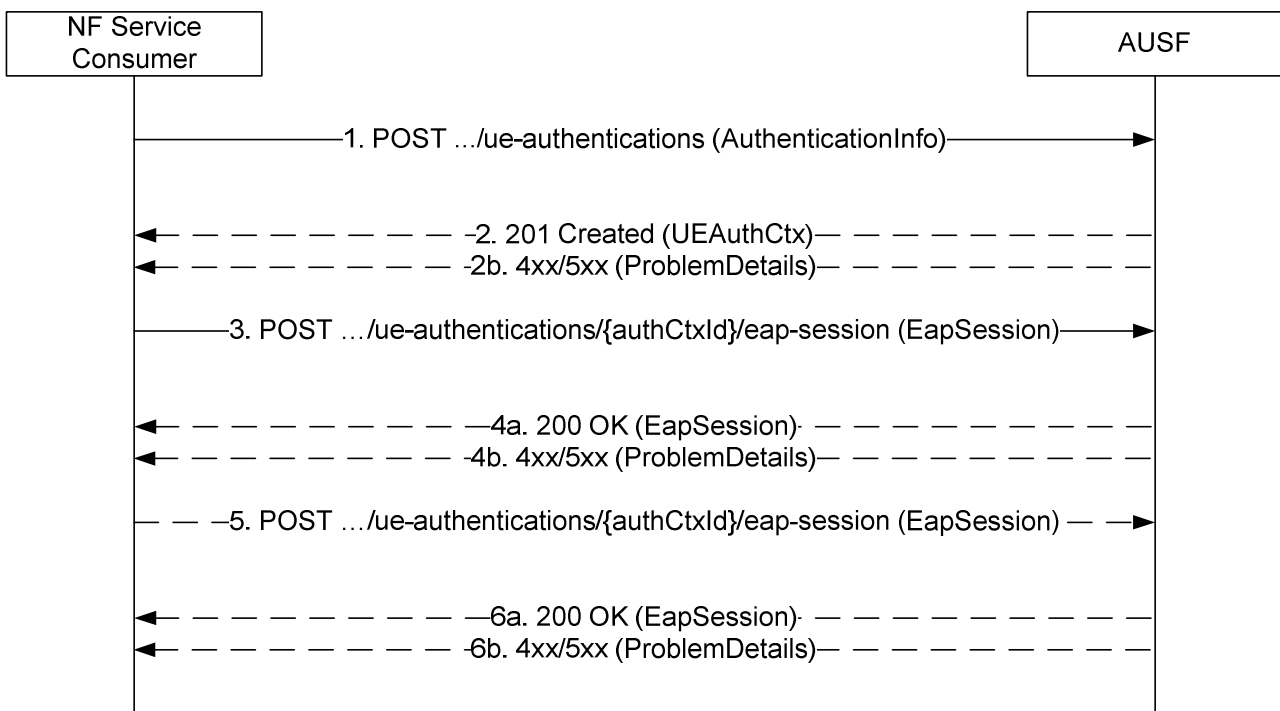 NF Service
Consumer
AUSF
1. POST .../ue-authentications (AuthenticationInfo)
2. 201 Created (UEAuthCtx)
2b. 4xx/5xx (ProblemDetails)
3. POST .../ue-authentications/{authCtxId}/eap-session (EapSession)
4a. 200 OK (EapSession)
4b. 4xx/5xx (ProblemDetails)
5. POST .../ue-authentications/{authCtxId}/eap-session (EapSession)
6a. 200 OK (EapSession)
6b. 4xx/5xx (ProblemDetails)